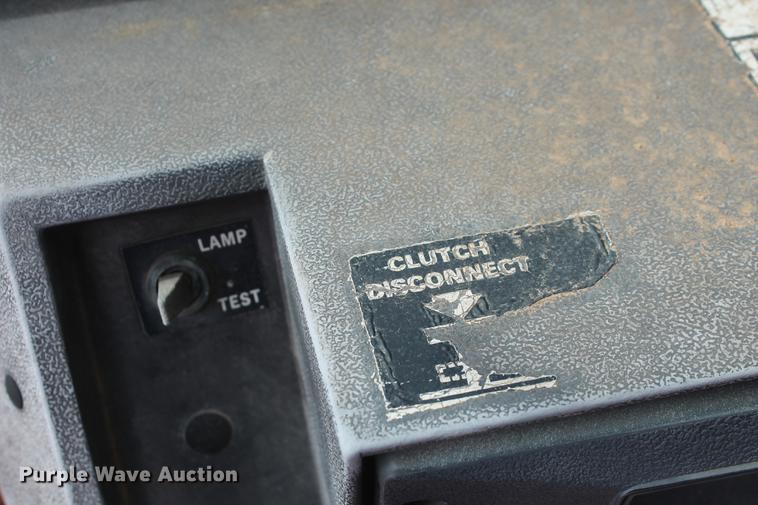 LAMP
TEST
CLUTCH
DISCONNECT
Purple Wave Auction